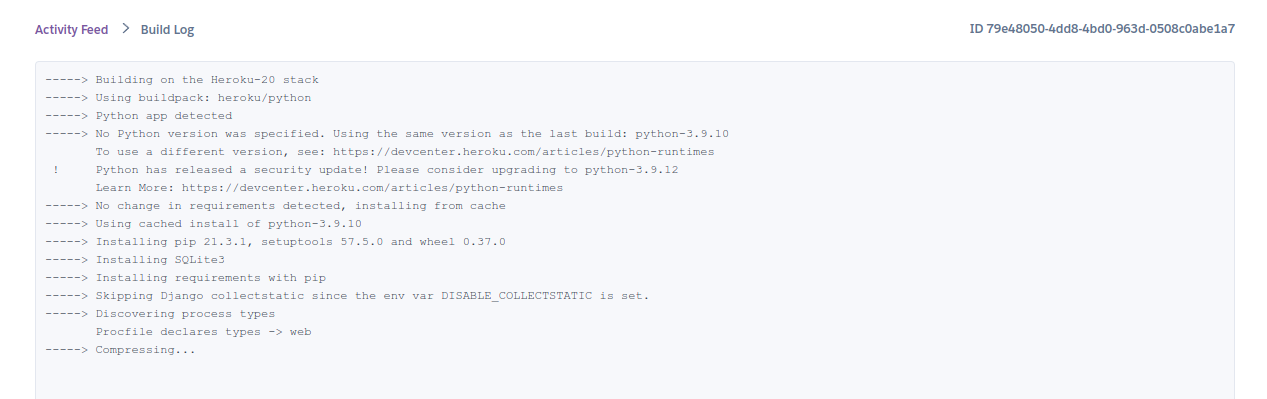 Activity Feed > Build Log
ID 79e48050-4dd8-4bd0-963d-0508c0abe1a7
-----> Building on the Heroku-20 stack
-----> Using buildpack: heroku/python
-----> Python app detected
-----> No Python version was specified. Using the same version as the last build: python-3.9.10
       To use a different version, see: https://devcenter.heroku.com/articles/python-runtimes
 !     Python has released a security update! Please consider upgrading to python-3.9.12
       Learn More: https://devcenter.heroku.com/articles/python-runtimes
-----> No change in requirements detected, installing from cache
-----> Using cached install of python-3.9.10
-----> Installing pip 21.3.1, setuptools 57.5.0 and wheel 0.37.0
-----> Installing SQLite3
-----> Installing requirements with pip
-----> Skipping Django collectstatic since the env var DISABLE_COLLECTSTATIC is set.
-----> Discovering process types
       Procfile declares types -> web
-----> Compressing...